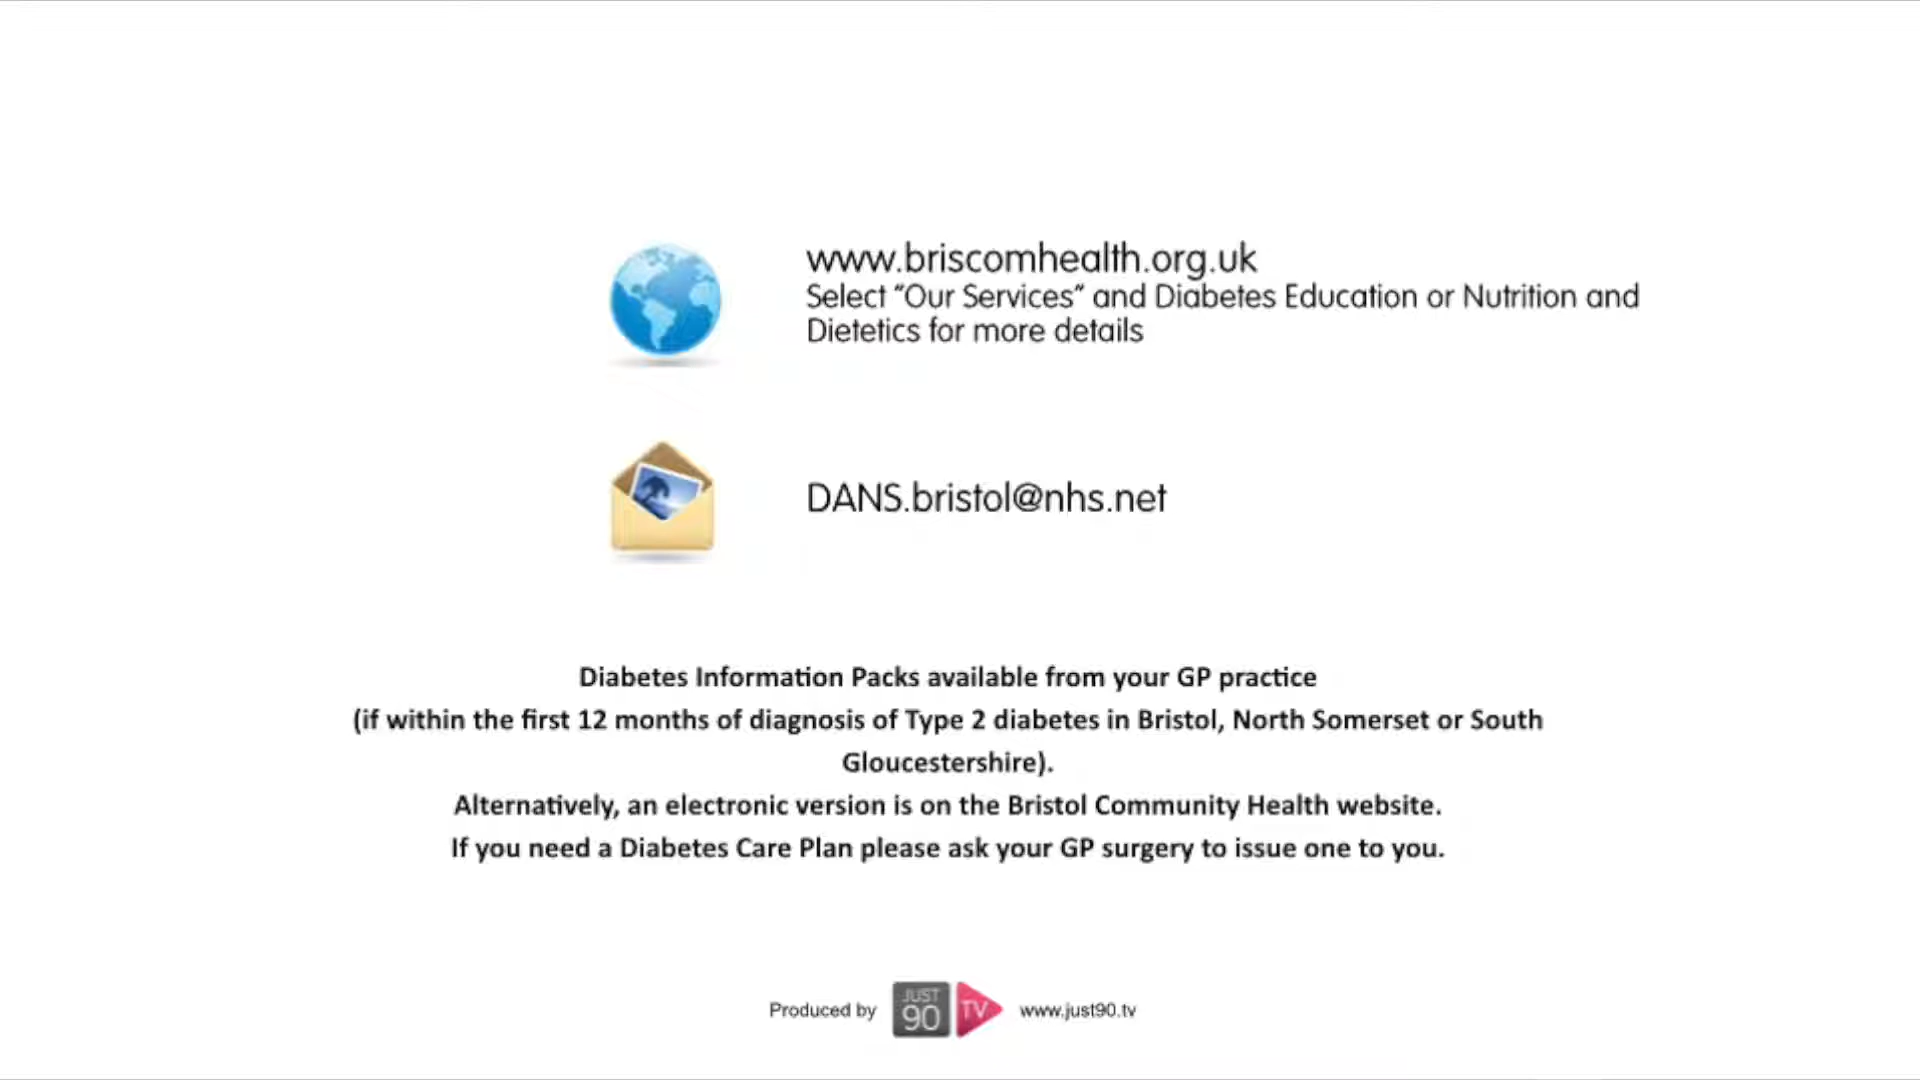 www.briscomhealth.org.uk
Select “Our Services” and Diabetes Education or Nutrition and
Dietetics for more details
DANS.bristol@nhs.net
Diabetes Information Packs available from your GP practice
(if within the first 12 months of diagnosis of Type 2 diabetes in Bristol, North Somerset or South
Gloucestershire).
Alternatively, an electronic version is on the Bristol Community Health website.
If you need a Diabetes Care Plan please ask your GP surgery to issue one to you.
Produced by JUST 90 TV www.just90.tv